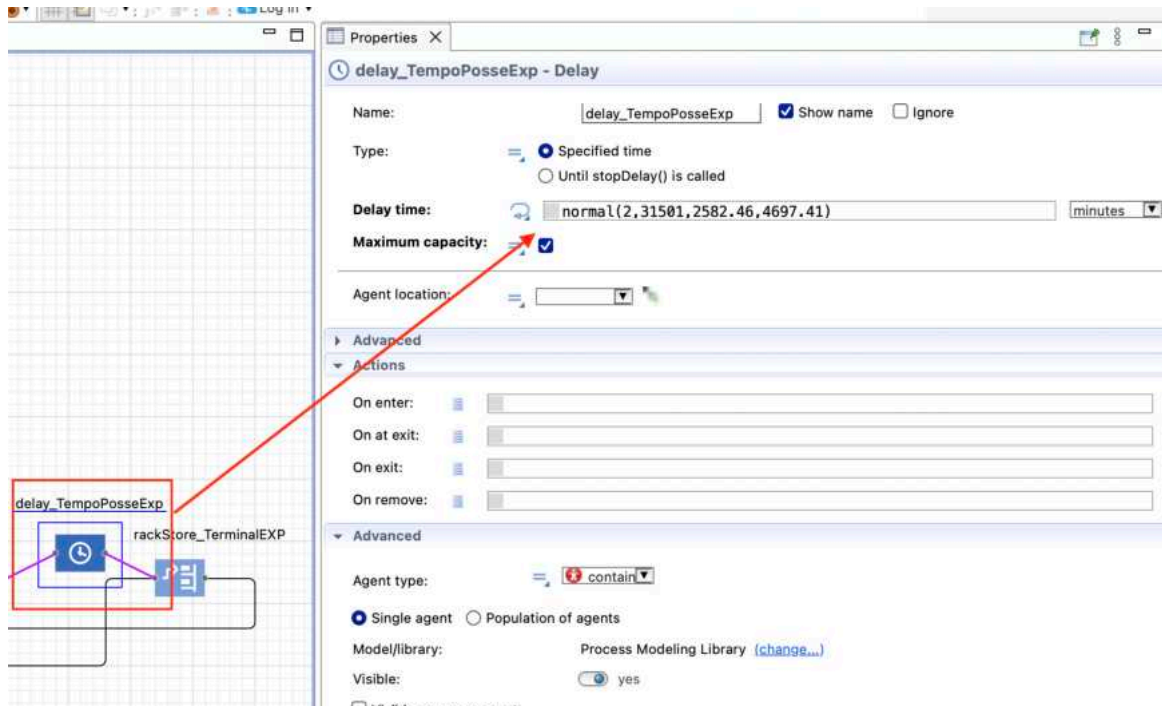 Log in
Properties
delay_TempoPosseExp - Delay
Name:
delay_TempoPosseExp
Show name
Ignore
Type:
Specified time
Until stopDelay() is called
Delay time:
normal(2,31501,2582.46,4697.41)
minutes
Maximum capacity:
Agent location:
Advanced
Actions
On enter:
On at exit:
On exit:
On remove:
delay_TempoPosseExp
rackStore_TerminalEXP
Advanced
Agent type:
contain
Single agent
Population of agents
Model/library:
Process Modeling Library (change...)
Visible:
yes